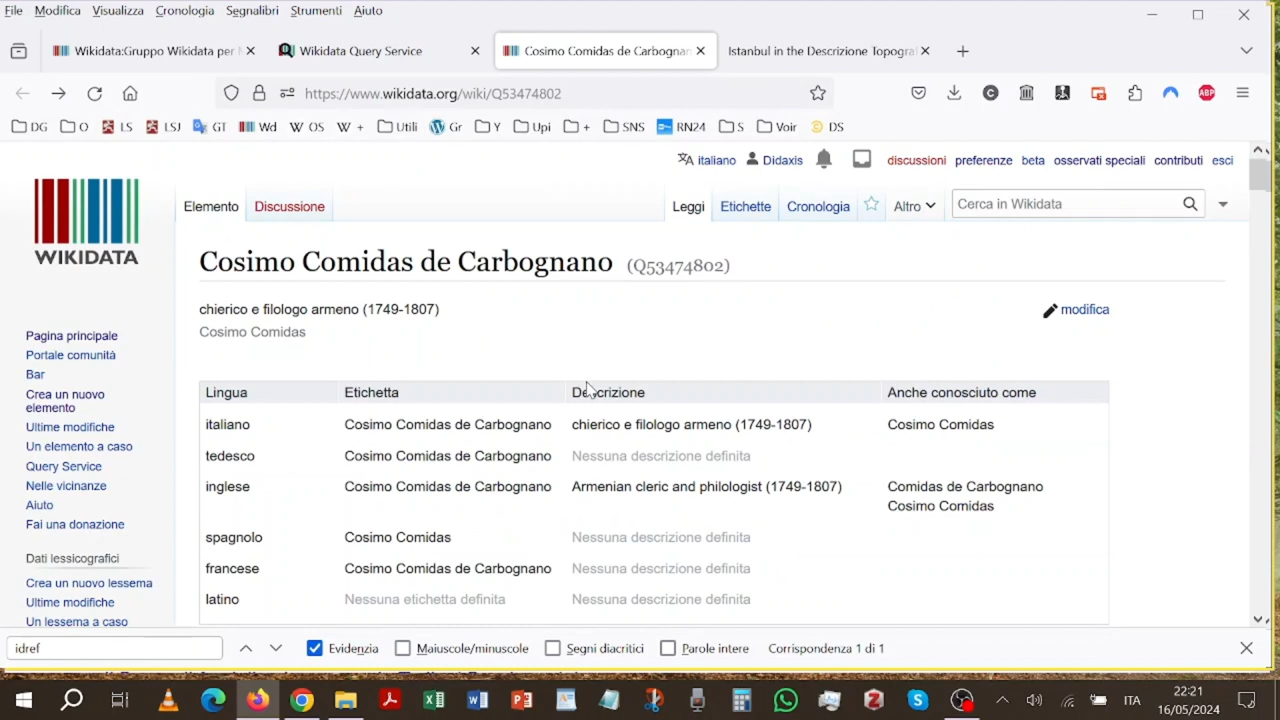 File Modifica Visualizza Cronologia Segnalibri Strumenti Aiuto
Wikidata:Gruppo Wikidata per
Wikidata Query Service
Cosimo Comidas de Carbognan
Istanbul in the Descrizione Topogra
https://www.wikidata.org/wiki/Q53474802
ABP
DG O LS LSJ GT Wd OS + Utili Gr Y Upi + SNS RN24 S Voir DS
italiano Didaxis discussioni preferenze beta osservati speciali contributi esci
Elemento Discussione Leggi Etichette Cronologia Altro Cerca in Wikidata
WIKIDATA
Cosimo Comidas de Carbognano (Q53474802)
chierico e filologo armeno (1749-1807) modifica
Cosimo Comidas
Pagina principale
Portale comunità
Bar
Crea un nuovo
elemento
Ultime modifiche
Un elemento a caso
Query Service
Nelle vicinanze
Aiuto
Fai una donazione
Dati lessicografici
Crea un nuovo lessema
Ultime modifiche
Un lessema a caso
Lingua Etichetta Descrizione Anche conosciuto come
italiano Cosimo Comidas de Carbognano chierico e filologo armeno (1749-1807) Cosimo Comidas
tedesco Cosimo Comidas de Carbognano Nessuna descrizione definita
inglese Cosimo Comidas de Carbognano Armenian cleric and philologist (1749-1807) Comidas de Carbognano
Cosimo Comidas
spagnolo Cosimo Comidas Nessuna descrizione definita
francese Cosimo Comidas de Carbognano Nessuna descrizione definita
latino Nessuna etichetta definita Nessuna descrizione definita
idref Evidenzia Maiuscole/minuscole Segni diacritici Parole intere Corrispondenza 1 di 1
ITA
22:21
16/05/2024